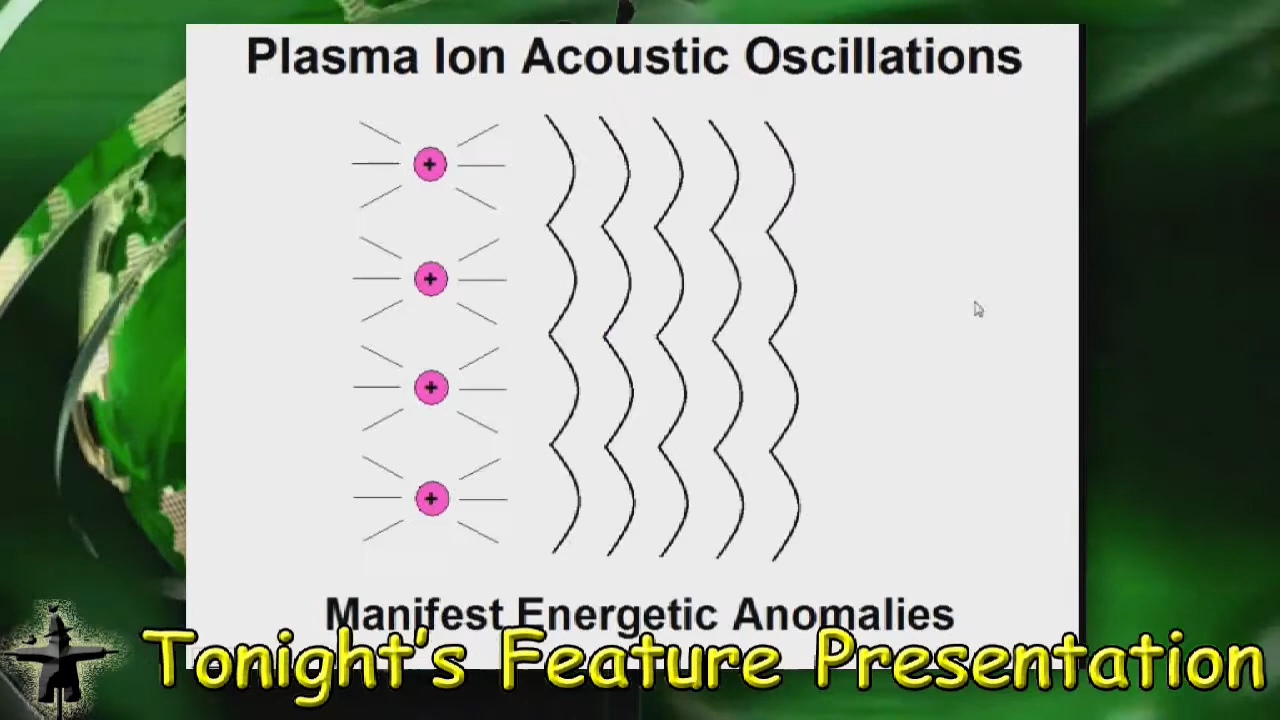 Plasma Ion Acoustic Oscillations
+
+
+
+
Manifest Energetic Anomalies
Tonight's Feature Presentation